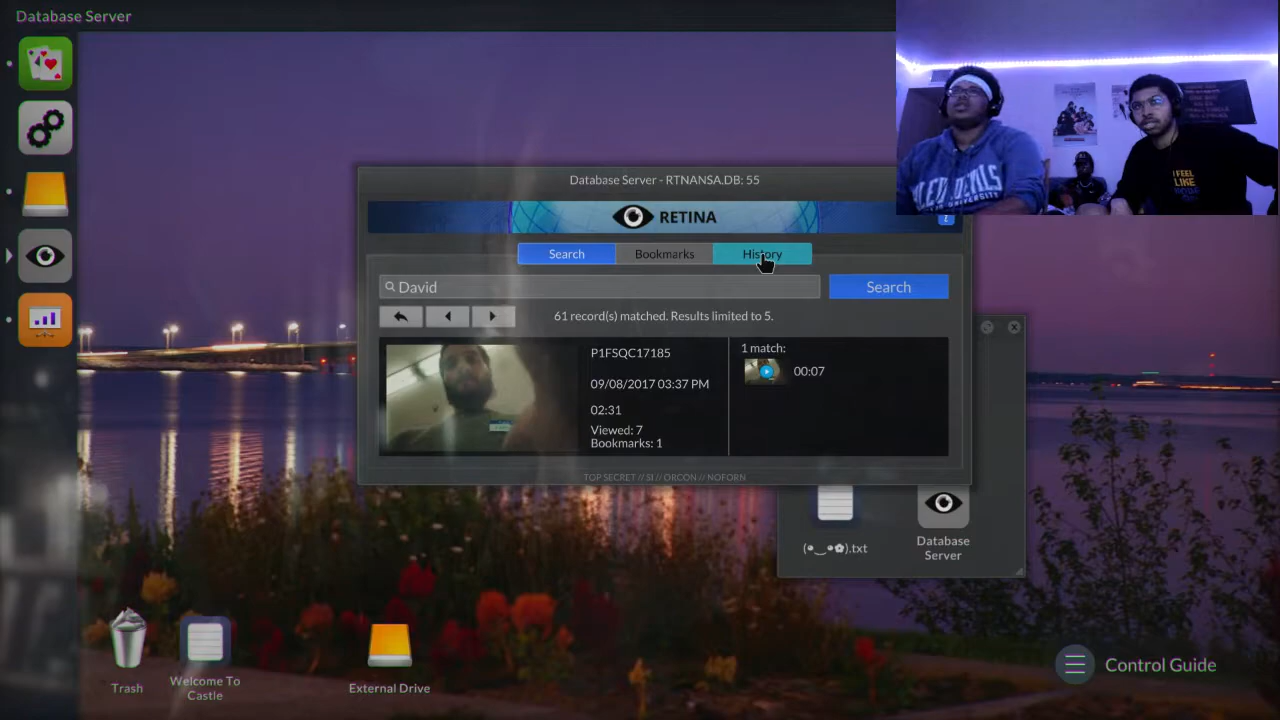 Database Server
Database Server - RTNANSA.DB: 55
RETINA
i
Search
Bookmarks
History
David
Search
61 record(s) matched. Results limited to 5.
P1FSQC17185
09/08/2017 03:37 PM
02:31
Viewed: 7
Bookmarks: 1
1 match:
00:07
TOP SECRET // SI // ORCON // NOFORN
(◕‿◕✿).txt
Database
Server
Trash
Welcome To
Castle
External Drive
Control Guide
I FEEL
LIKE